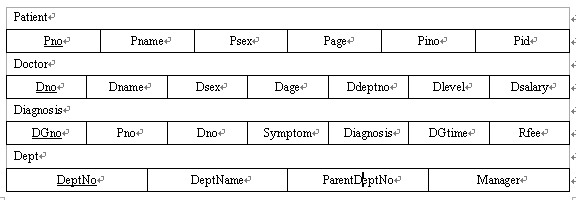 Patient
Pno Pname Psex Page Pino Pid
Doctor
Dno Dname Dsex Dage Ddeptno Dlevel Dsalary
Diagnosis
DGno Pno Dno Symptom Diagnosis DGtime Rfee
Dept
DeptNo DeptName ParentDeptNo Manager